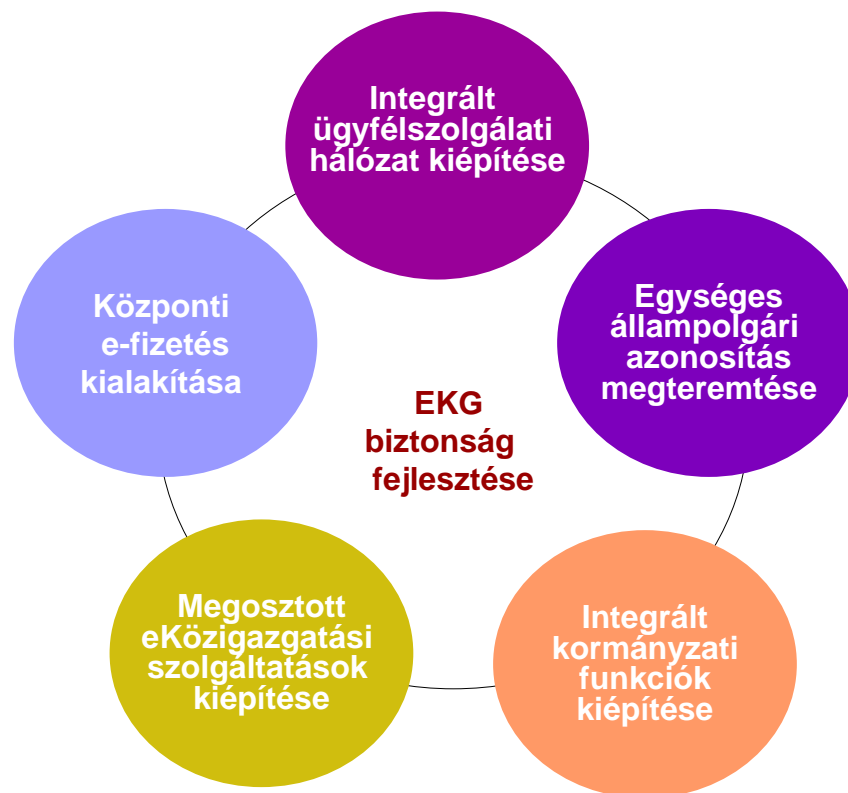 Integrált
ügyfélszolgálati
hálózat kiépítése
Egységes
állampolgári
azonosítás
megteremtése
Központi
e-fizetés
kialakítása
EKG
biztonság
fejlesztése
Megosztott
eKözigazgatási
szolgáltatások
kiépítése
Integrált
kormányzati
funkciók
kiépítése